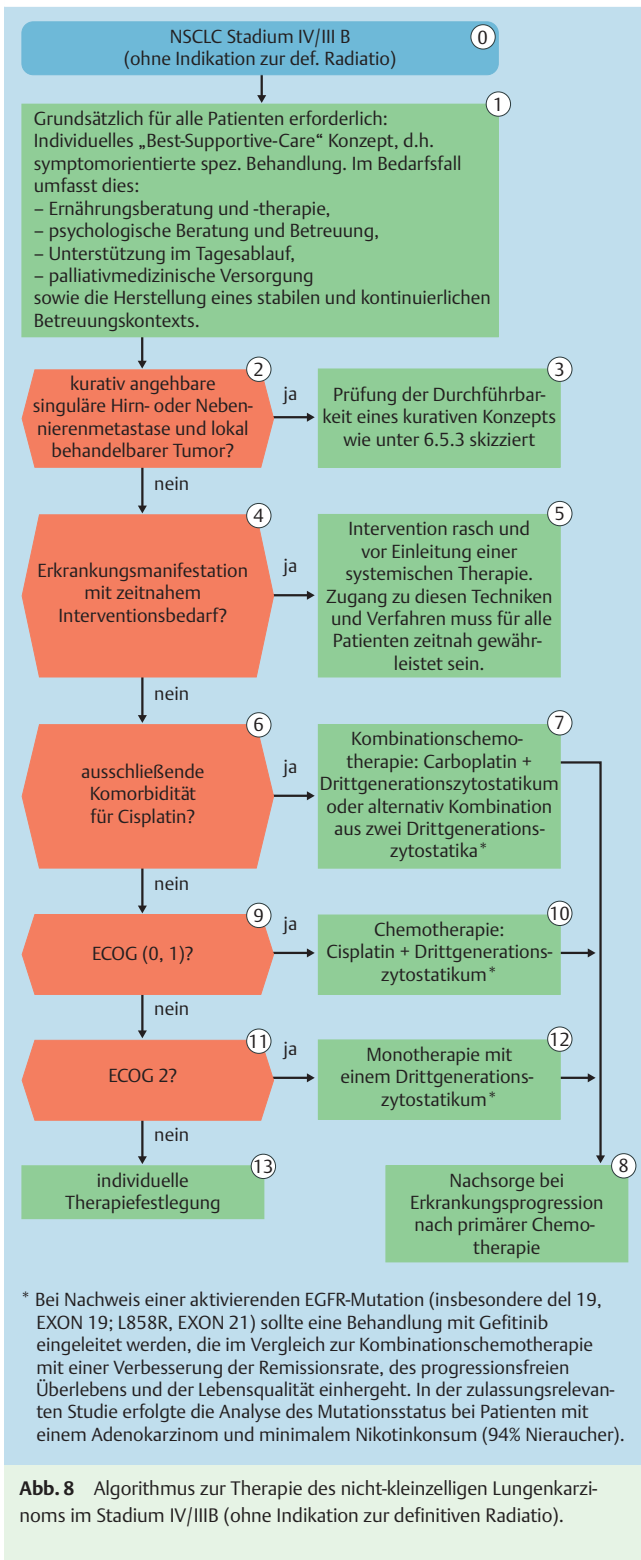 NSCLC Stadium IV/III B
(ohne Indikation zur def. Radiatio)
0
1
Grundsätzlich für alle Patienten erforderlich:
Individuelles „Best-Supportive-Care“ Konzept, d.h.
symptomorientierte spez. Behandlung. Im Bedarfsfall
umfasst dies:
– Ernährungsberatung und -therapie,
– psychologische Beratung und Betreuung,
– Unterstützung im Tagesablauf,
– palliativmedizinische Versorgung
sowie die Herstellung eines stabilen und kontinuierlichen
Betreuungskontexts.
2
kurativ angehbare
singuläre Hirn- oder Neben-
nierenmetastase und lokal
behandelbarer Tumor?
ja
3
Prüfung der Durchführbar-
keit eines kurativen Konzepts
wie unter 6.5.3 skizziert
nein
4
Erkrankungsmanifestation
mit zeitnahem
Interventionsbedarf?
ja
5
Intervention rasch und
vor Einleitung einer
systemischen Therapie.
Zugang zu diesen Techniken
und Verfahren muss für alle
Patienten zeitnah gewähr-
leistet sein.
nein
6
ausschließende
Komorbidität
für Cisplatin?
ja
7
Kombinationschemo-
therapie: Carboplatin +
Drittgenerationszytostatikum
oder alternativ Kombination
aus zwei Drittgenerations-
zytostatika*
nein
9
ECOG (0, 1)?
ja
10
Chemotherapie:
Cisplatin + Drittgenerations-
zytostatikum*
nein
11
ECOG 2?
ja
12
Monotherapie mit
einem Drittgenerations-
zytostatikum*
nein
13
individuelle
Therapiefestlegung
8
Nachsorge bei
Erkrankungsprogression
nach primärer Chemo-
therapie
* Bei Nachweis einer aktivierenden EGFR-Mutation (insbesondere del 19,
EXON 19; L858R, EXON 21) sollte eine Behandlung mit Gefitinib
eingeleitet werden, die im Vergleich zur Kombinationschemotherapie
mit einer Verbesserung der Remissionsrate, des progressionsfreien
Überlebens und der Lebensqualität einhergeht. In der zulassungsrelevan-
ten Studie erfolgte die Analyse des Mutationsstatus bei Patienten mit
einem Adenokarzinom und minimalem Nikotinkonsum (94% Nieraucher).
Abb. 8 Algorithmus zur Therapie des nicht-kleinzelligen Lungenkarzi-
noms im Stadium IV/IIIB (ohne Indikation zur definitiven Radiatio).